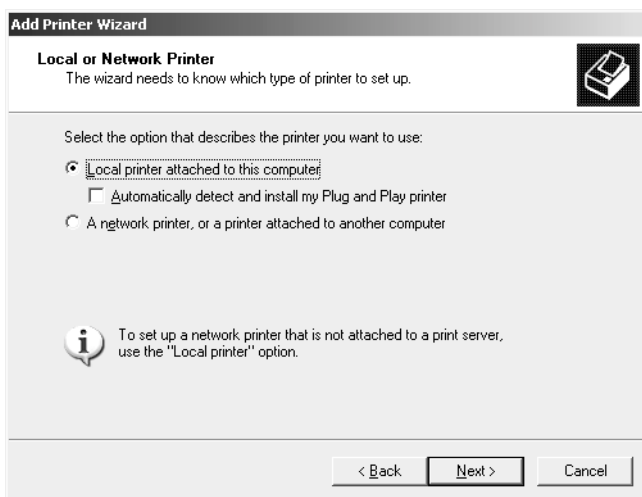 Add Printer Wizard
Local or Network Printer
The wizard needs to know which type of printer to set up.
Select the option that describes the printer you want to use:
Local printer attached to this computer
Automatically detect and install my Plug and Play printer
A network printer, or a printer attached to another computer
To set up a network printer that is not attached to a print server,
use the "Local printer" option.
< Back Next > Cancel